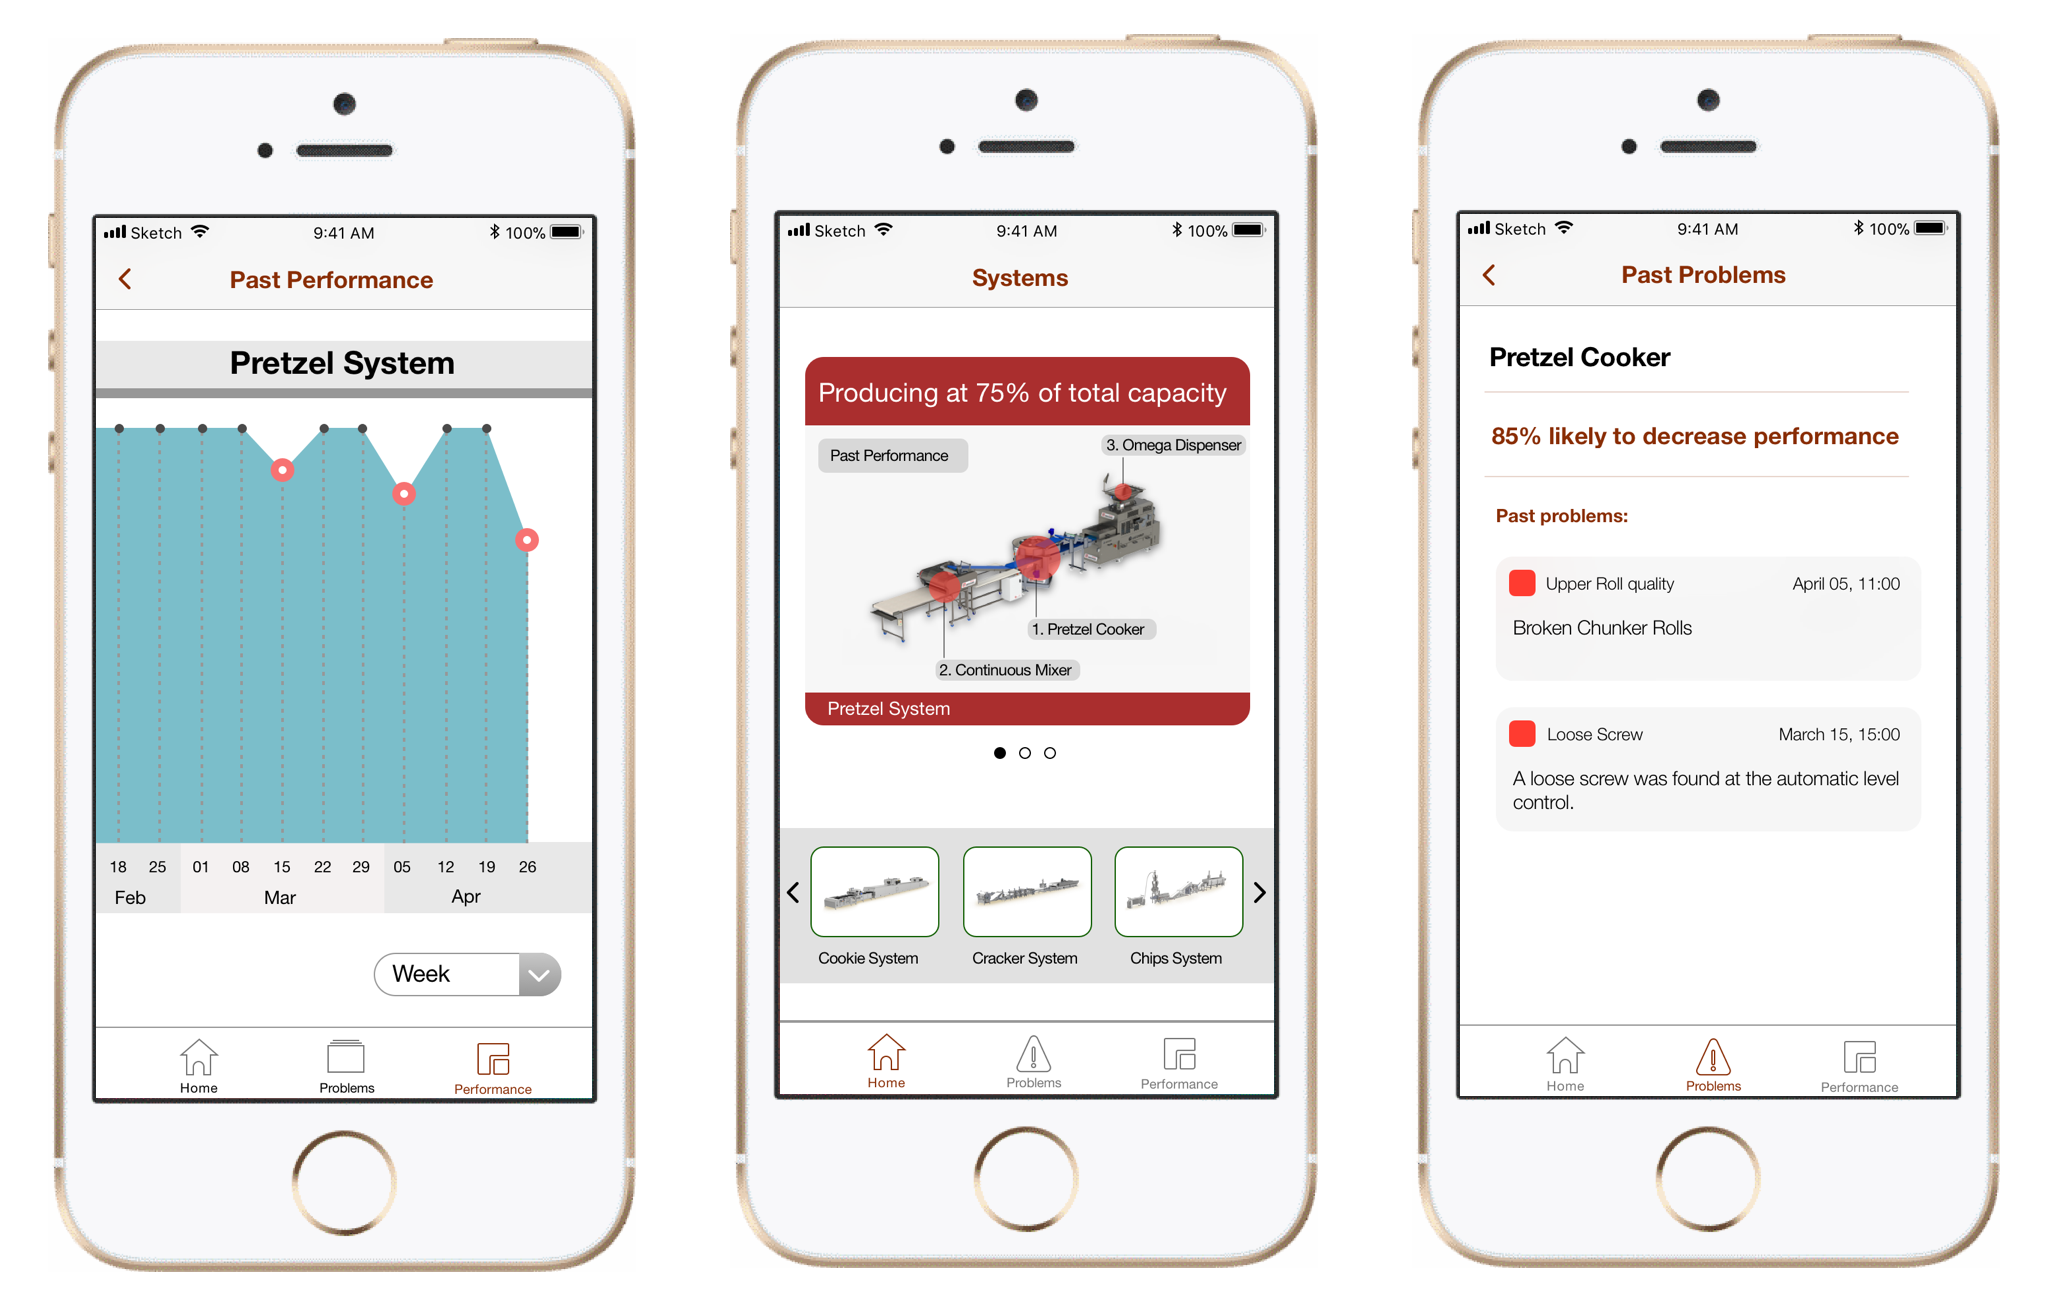 Sketch 9:41 AM 100%
Past Performance
Pretzel System
18 25 01 08 15 22 29 05 12 19 26
Feb Mar Apr
Week
Home Problems Performance
Sketch 9:41 AM 100%
Systems
Producing at 75% of total capacity
Past Performance
3. Omega Dispenser
1. Pretzel Cooker
2. Continuous Mixer
Pretzel System
Cookie System Cracker System Chips System
Home Problems Performance
Sketch 9:41 AM 100%
Past Problems
Pretzel Cooker
85% likely to decrease performance
Past problems:
Upper Roll quality April 05, 11:00
Broken Chunker Rolls
Loose Screw March 15, 15:00
A loose screw was found at the automatic level
control.
Home Problems Performance